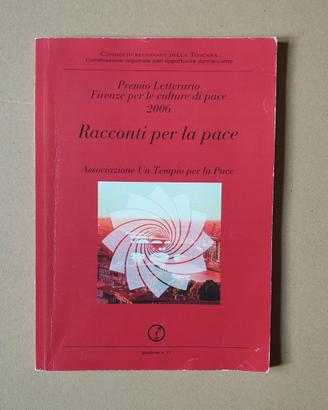 Consiglio regionale della Toscana
Commissione regionale pari opportunità donna-uomo
Premio Letterario
Firenze per le culture di pace
2006
Racconti per la pace
Associazione Un Tempio per la Pace